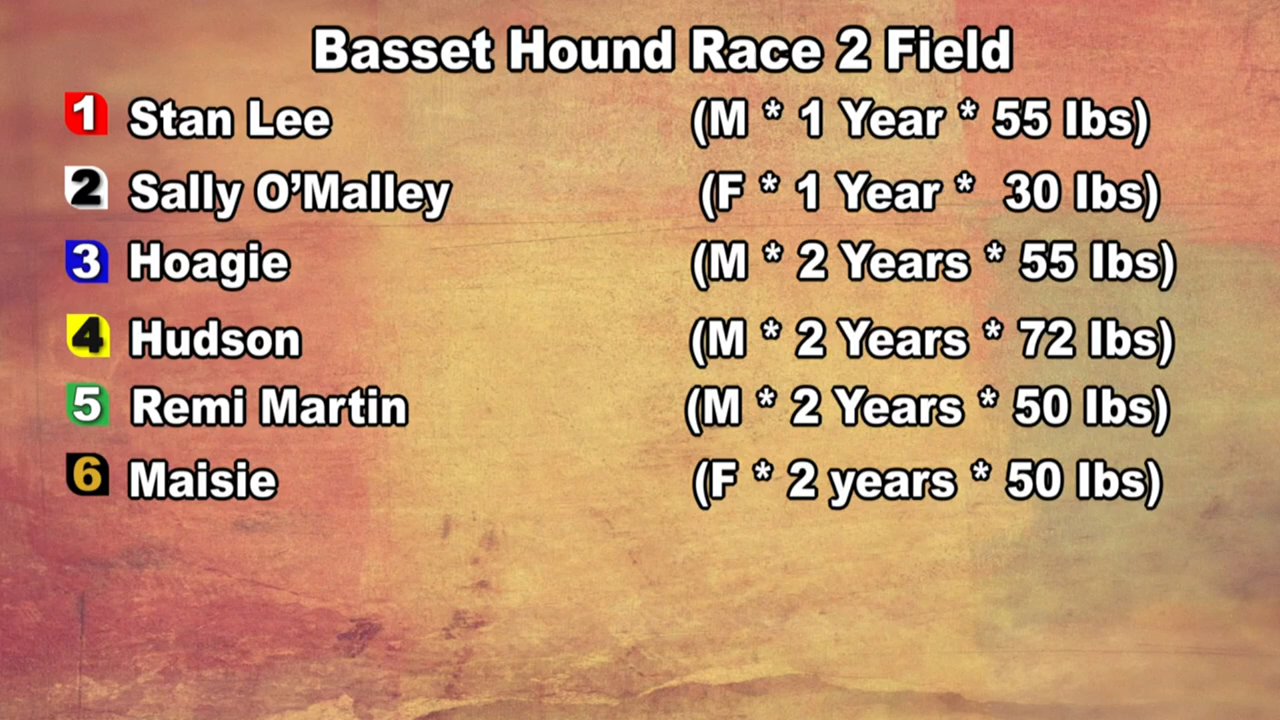 Basset Hound Race 2 Field
1 Stan Lee (M * 1 Year * 55 lbs)
2 Sally O’Malley (F * 1 Year * 30 lbs)
3 Hoagie (M * 2 Years * 55 lbs)
4 Hudson (M * 2 Years * 72 lbs)
5 Remi Martin (M * 2 Years * 50 lbs)
6 Maisie (F * 2 years * 50 lbs)